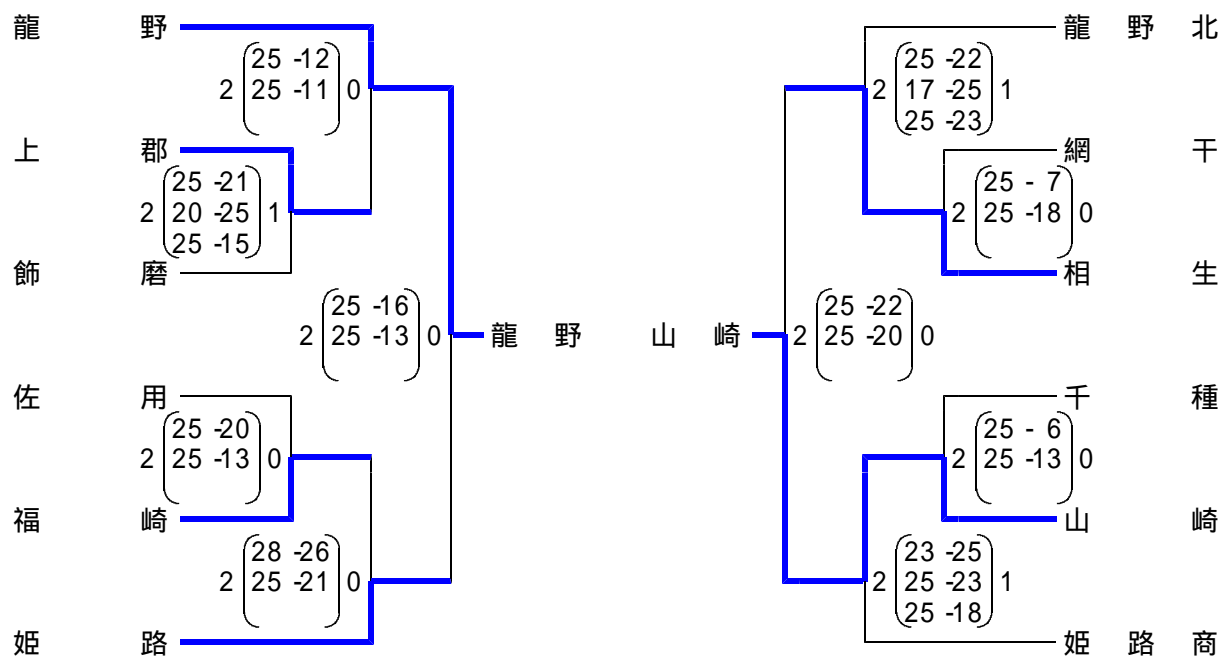 龍野
25 -12
2 25 -11 0
上郡
25 -21
2 20 -25 1
25 -15
飾磨
25 -16
2 25 -13 0
龍野
佐用
25 -20
2 25 -13 0
福崎
28 -26
2 25 -21 0
姫路
龍野北
25 -22
2 17 -25 1
25 -23
網干
25 - 7
2 25 -18 0
相生
山崎
25 -22
2 25 -20 0
千種
25 - 6
2 25 -13 0
山崎
23 -25
2 25 -23 1
25 -18
姫路商